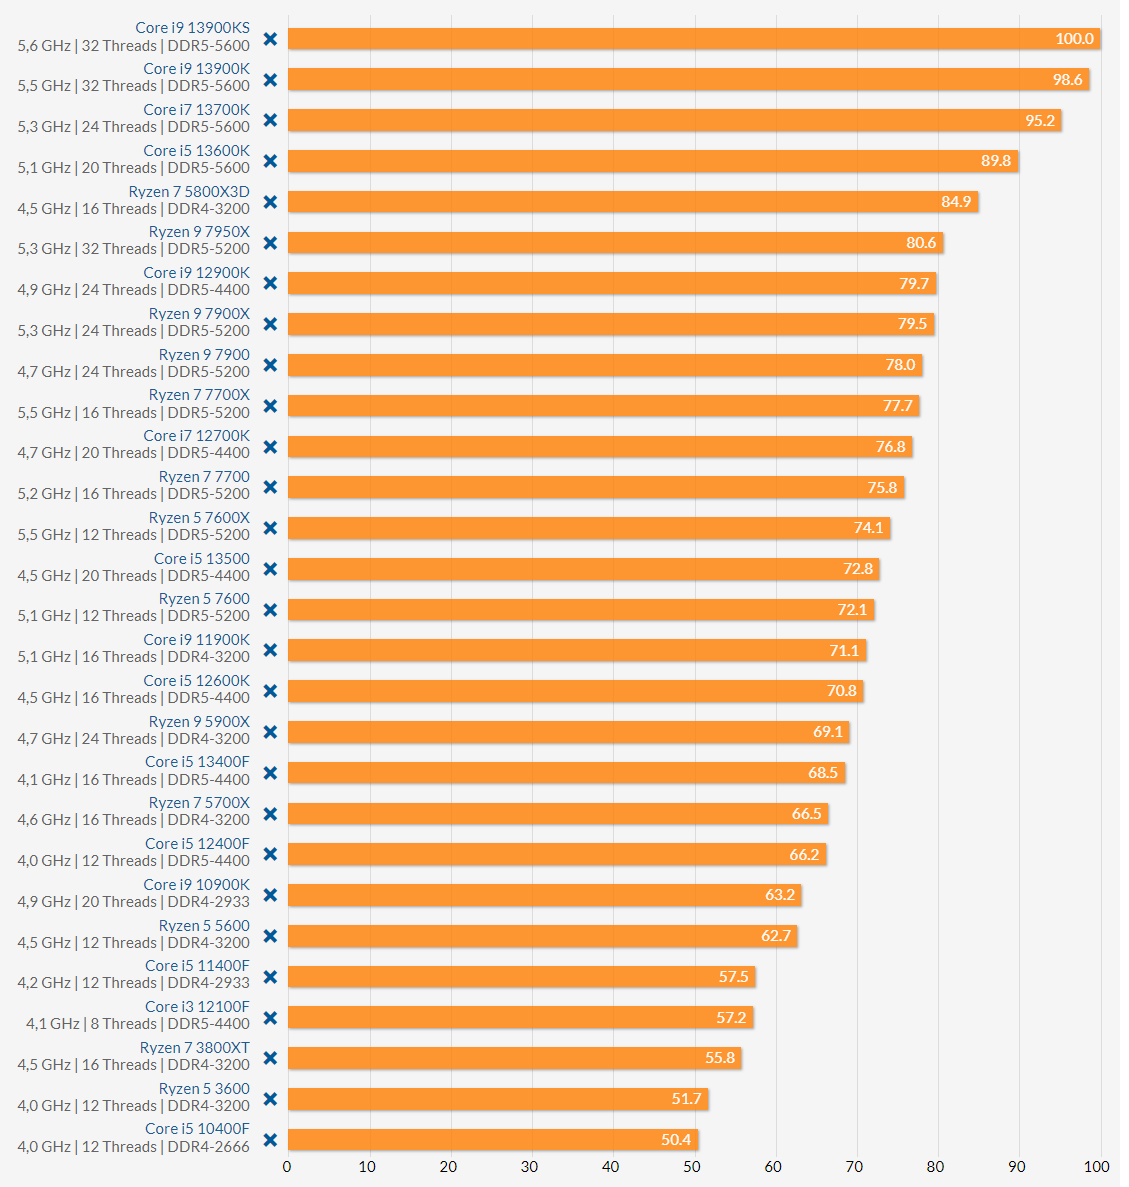 Core i9 13900KS
5,6 GHz | 32 Threads | DDR5-5600
100.0
Core i9 13900K
5,5 GHz | 32 Threads | DDR5-5600
98.6
Core i7 13700K
5,3 GHz | 24 Threads | DDR5-5600
95.2
Core i5 13600K
5,1 GHz | 20 Threads | DDR5-5600
89.8
Ryzen 7 5800X3D
4,5 GHz | 16 Threads | DDR4-3200
84.9
Ryzen 9 7950X
5,3 GHz | 32 Threads | DDR5-5200
80.6
Core i9 12900K
4,9 GHz | 24 Threads | DDR5-4400
79.7
Ryzen 9 7900X
5,3 GHz | 24 Threads | DDR5-5200
79.5
Ryzen 9 7900
4,7 GHz | 24 Threads | DDR5-5200
78.0
Ryzen 7 7700X
5,5 GHz | 16 Threads | DDR5-5200
77.7
Core i7 12700K
4,7 GHz | 20 Threads | DDR5-4400
76.8
Ryzen 7 7700
5,2 GHz | 16 Threads | DDR5-5200
75.8
Ryzen 5 7600X
5,5 GHz | 12 Threads | DDR5-5200
74.1
Core i5 13500
4,5 GHz | 20 Threads | DDR5-4400
72.8
Ryzen 5 7600
5,1 GHz | 12 Threads | DDR5-5200
72.1
Core i9 11900K
5,1 GHz | 16 Threads | DDR4-3200
71.1
Core i5 12600K
4,5 GHz | 16 Threads | DDR5-4400
70.8
Ryzen 9 5900X
4,7 GHz | 24 Threads | DDR4-3200
69.1
Core i5 13400F
4,1 GHz | 16 Threads | DDR5-4400
68.5
Ryzen 7 5700X
4,6 GHz | 16 Threads | DDR4-3200
66.5
Core i5 12400F
4,0 GHz | 12 Threads | DDR5-4400
66.2
Core i9 10900K
4,9 GHz | 20 Threads | DDR4-2933
63.2
Ryzen 5 5600
4,5 GHz | 12 Threads | DDR4-3200
62.7
Core i5 11400F
4,2 GHz | 12 Threads | DDR4-2933
57.5
Core i3 12100F
4,1 GHz | 8 Threads | DDR5-4400
57.2
Ryzen 7 3800XT
4,5 GHz | 16 Threads | DDR4-3200
55.8
Ryzen 5 3600
4,0 GHz | 12 Threads | DDR4-3200
51.7
Core i5 10400F
4,0 GHz | 12 Threads | DDR4-2666
50.4
0 10 20 30 40 50 60 70 80 90 100